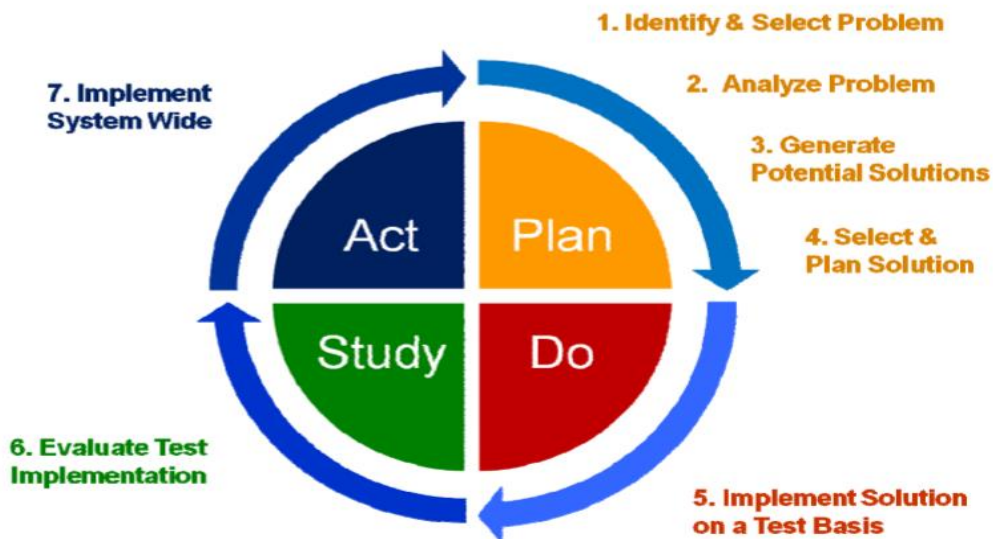 1. Identify & Select Problem
2. Analyze Problem
3. Generate
Potential Solutions
4. Select &
Plan Solution
5. Implement Solution
on a Test Basis
6. Evaluate Test
Implementation
7. Implement
System Wide
Act
Plan
Study
Do